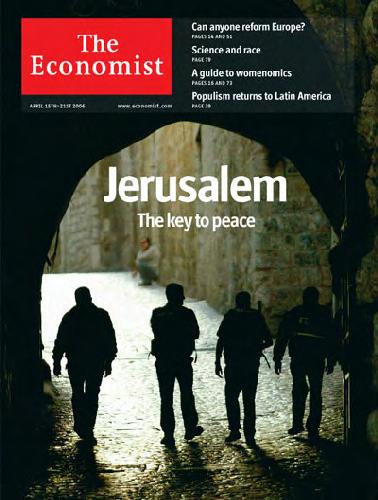 The
Economist
APRIL 15TH-21ST 2006
www.economist.com
Can anyone reform Europe?
PAGES 14 AND 51
Science and race
PAGE 79
A guide to womenomics
PAGES 16 AND 73
Populism returns to Latin America
PAGE 39
Jerusalem
The key to peace